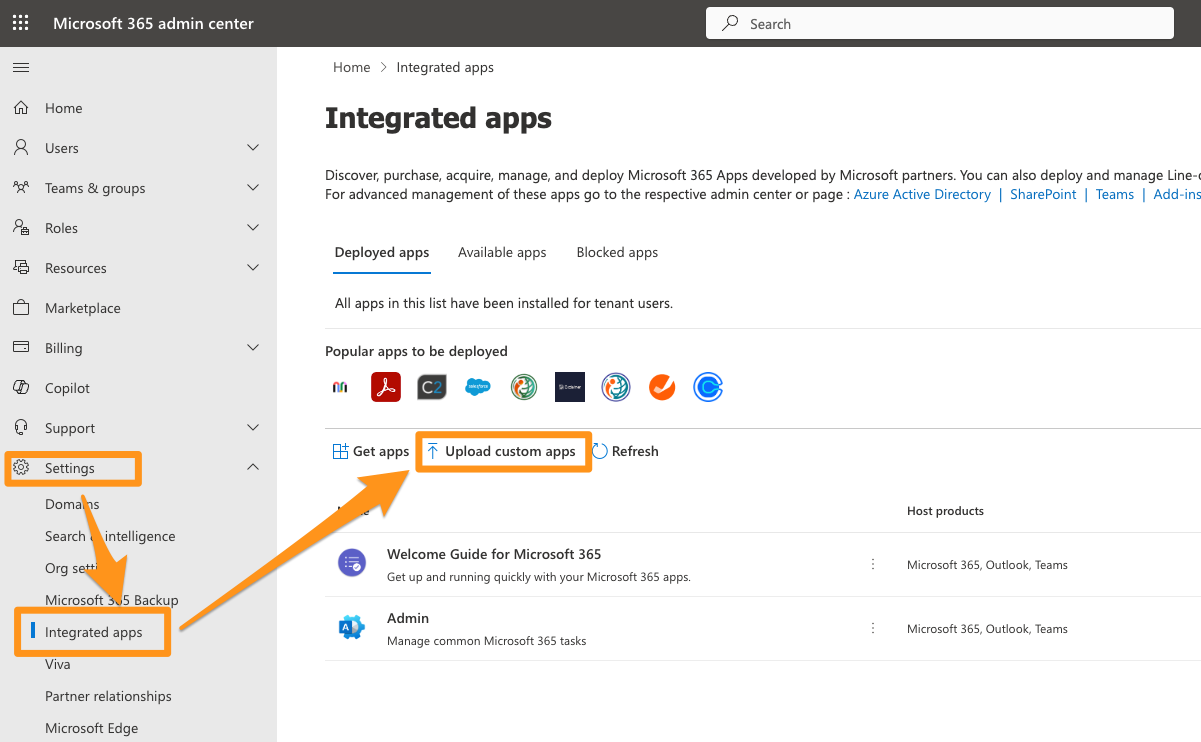 Microsoft 365 admin center
Search
Home
Users
Teams & groups
Roles
Resources
Marketplace
Billing
Copilot
Support
Settings
Domains
Search & intelligence
Org
Microsoft 365 Backup
Integrated apps
Viva
Partner relationships
Microsoft Edge
Home > Integrated apps
Integrated apps
Discover, purchase, acquire, manage, and deploy Microsoft 365 Apps developed by Microsoft partners. You can also deploy and manage Line-o
For advanced management of these apps go to the respective admin center or page : Azure Active Directory | SharePoint | Teams | Add-ins
Deployed apps Available apps Blocked apps
All apps in this list have been installed for tenant users.
Popular apps to be deployed
C2
Get apps Upload custom apps Refresh
Host products
Welcome Guide for Microsoft 365
Get up and running quickly with your Microsoft 365 apps.
Microsoft 365, Outlook, Teams
A
Admin
Manage common Microsoft 365 tasks
Microsoft 365, Outlook, Teams